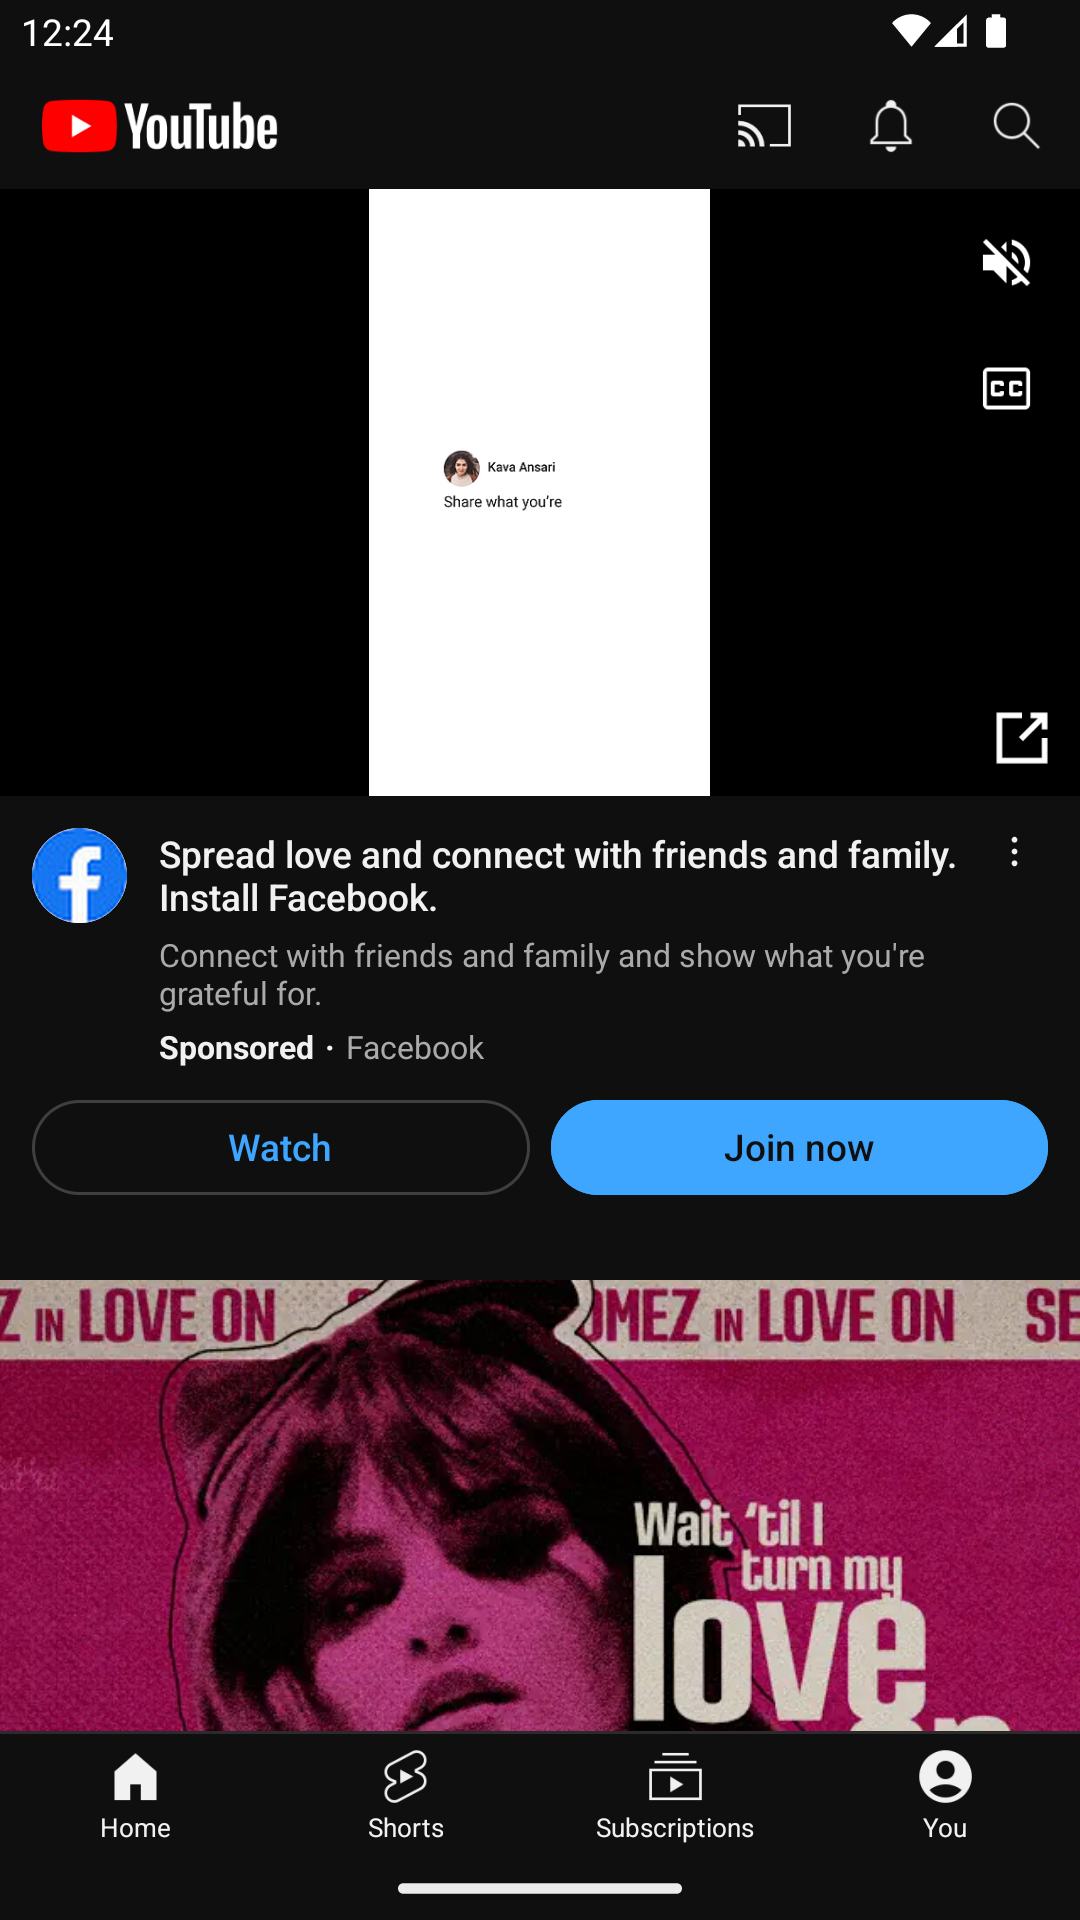 12:24
YouTube
CC
Kava Ansari
Share what you're
Spread love and connect with friends and family.
Install Facebook.
Connect with friends and family and show what you're
grateful for.
Sponsored · Facebook
Watch
Join now
Z IN LOVE ON
OMEZ IN LOVE ON
SE
Wait ‘til I
turn my
love
on
Home
Shorts
Subscriptions
You